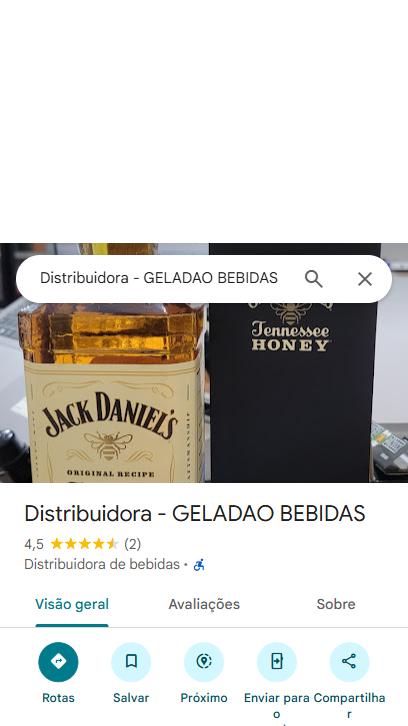 Distribuidora - GELADAO BEBIDAS
Tennessee
HONEY
JACK DANIEL'S
ORIGINAL RECIPE
Distribuidora - GELADAO BEBIDAS
4,5 (2)
Distribuidora de bebidas ·
Visão geral
Avaliações
Sobre
Rotas
Salvar
Próximo
Enviar para o
Compartilhar